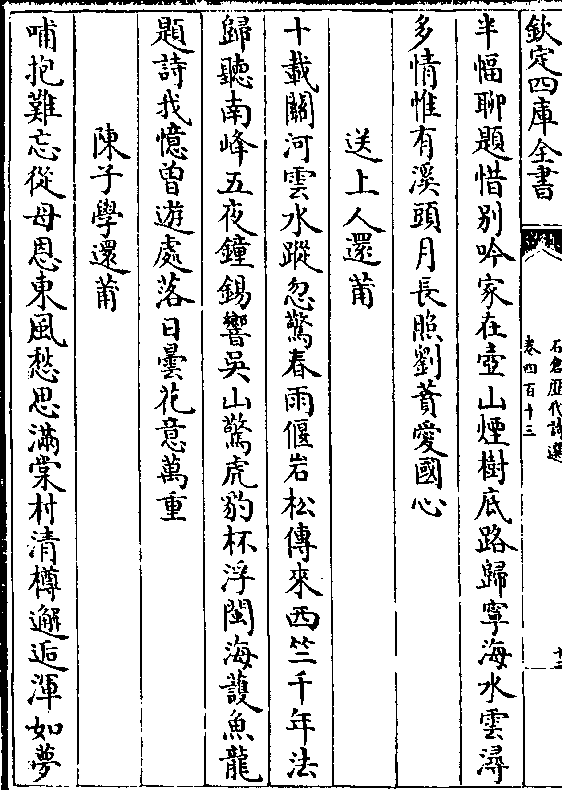 欽定四庫全書
石倉歷代詩選
卷四百十三
十二
半幅聊題惜别吟家在壺山煙樹底路歸寧海水雲潯
多情惟有溪頭月長照劉蕡愛國心
送上人還莆
十載關河雲水蹤忽驚春雨偃岩松傳來西竺千年法
歸聽南峰五夜鐘錫響吳山驚虎豹杯浮閩海護魚龍
題詩我憶曾遊處落日曇花意萬重
陳子學還莆
哺抱難忘從母恩東風愁思滿棠村清樽邂逅渾如夢